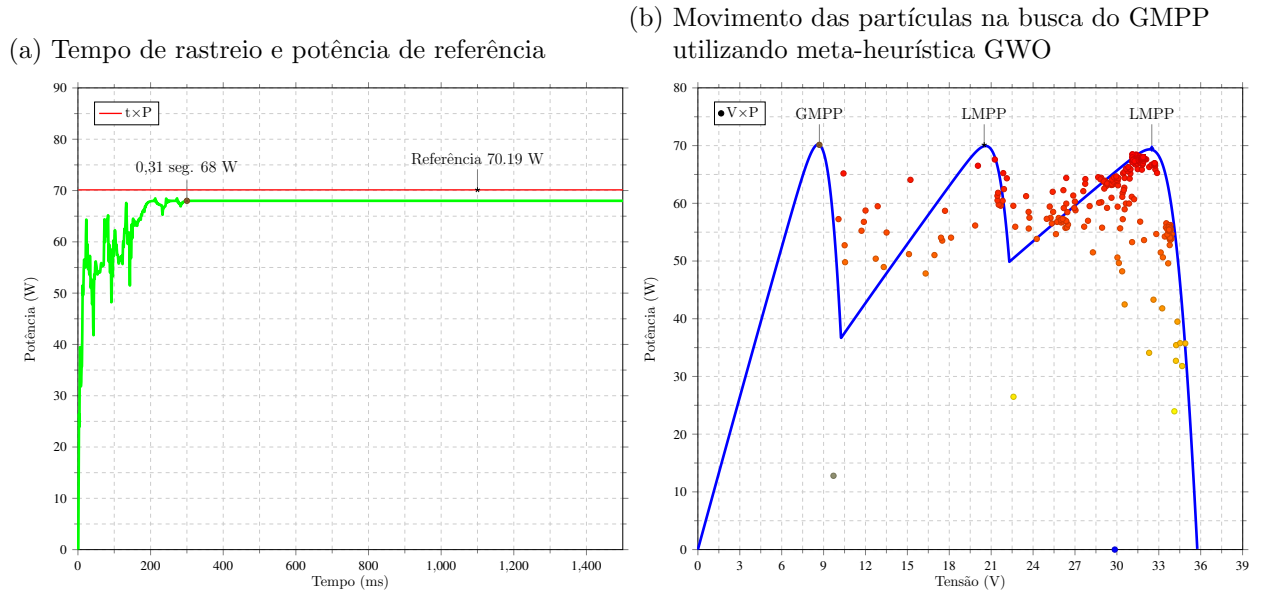 (a) Tempo de rastreio e potência de referência
90
80
70
60
50
40
30
20
10
0
Potência (W)
t×P
0,31 seg. 68 W
Referência 70.19 W
0
200
400
600
800
1,000
1,200
1,400
Tempo (ms)
(b) Movimento das partículas na busca do GMPP
utilizando meta-heurística GWO
80
70
60
50
40
30
20
10
0
Potência (W)
V×P
GMPP
LMPP
LMPP
0
3
6
9
12
15
18
21
24
27
30
33
36
39
Tensão (V)